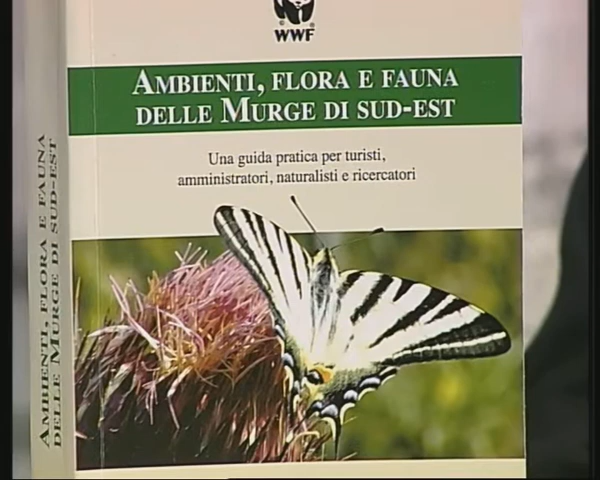 WWF
AMBIENTI, FLORA E FAUNA
DELLE MURGE DI SUD-EST
Una guida pratica per turisti,
amministratori, naturalisti e ricercatori
AMBIENTI, FLORA E FAUNA
DELLE MURGE DI SUD-EST